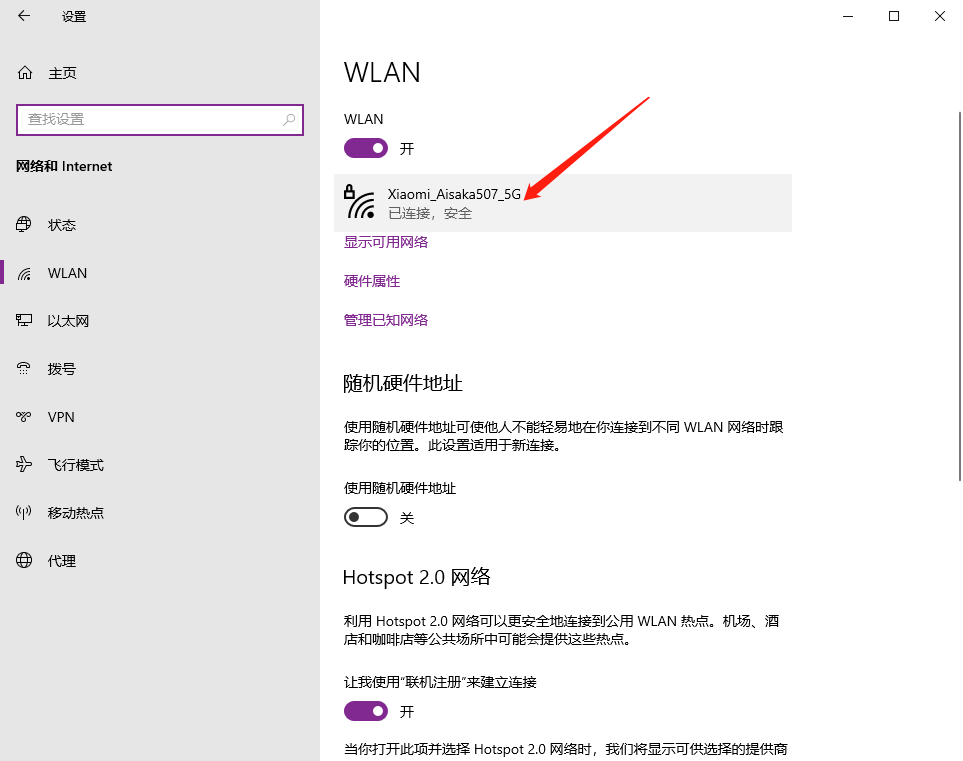 设置
主页
查找设置
网络和 Internet
状态
WLAN
以太网
拨号
VPN
飞行模式
移动热点
代理
WLAN
WLAN
开
Xiaomi_Aisaka507_5G
已连接，安全
显示可用网络
硬件属性
管理已知网络
随机硬件地址
使用随机硬件地址可使他人不能轻易地在你连接到不同 WLAN 网络时跟
踪你的位置。此设置适用于新连接。
使用随机硬件地址
关
Hotspot 2.0 网络
利用 Hotspot 2.0 网络可以更安全地连接到公用 WLAN 热点。机场、酒
店和咖啡店等公共场所中可能会提供这些热点。
让我使用“联机注册”来建立连接
开
当你打开此项并选择 Hotspot 2.0 网络时，我们将显示可供选择的提供商